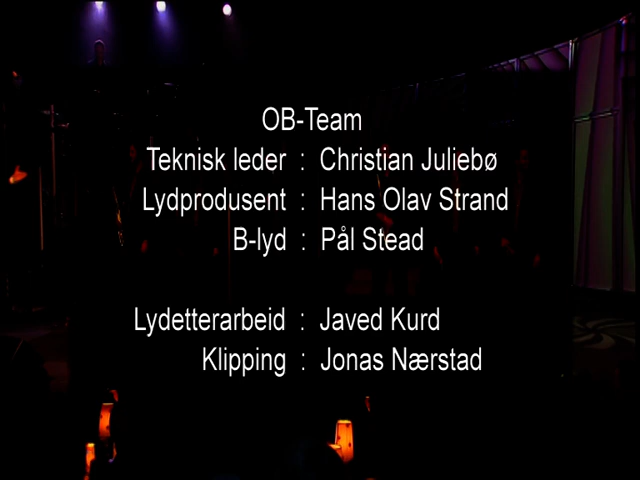 OB-Team
Teknisk leder : Christian Juliebø
Lydprodusent : Hans Olav Strand
B-lyd : Pål Stead
Lydetterarbeid : Javed Kurd
Klipping : Jonas Nærstad